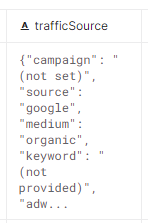 A trafficSource
{"campaign": "
(not set)",
"source":
"google",
"medium":
"organic",
"keyword": "
(not
provided)",
"adw...